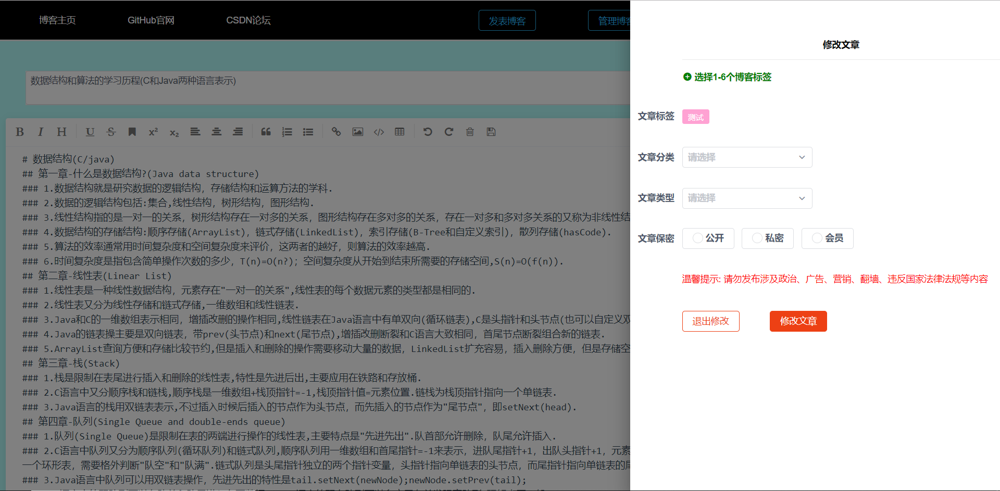 博客主页 GitHub官网 CSDN论坛 发表博客 管理博客
数据结构和算法的学习历程(C和Java两种语言表示)
B I H U S x² x₂
# 数据结构(C/java)
## 第一章-什么是数据结构?(Java data structure)
### 1.数据结构就是研究数据的逻辑结构，存储结构和运算方法的学科.
### 2.数据的逻辑结构包括:集合,线性结构，树形结构，图形结构.
### 3.线性结构指的是一对一的关系，树形结构存在一对多的关系，图形结构存在多对多的关系，存在一对多和多对多关系的又称为非线性结
### 4.数据结构的存储结构:顺序存储(ArrayList)，链式存储(LinkedList)，索引存储(B-Tree和自定义索引)，散列存储(hasCode).
### 5.算法的效率通常用时间复杂度和空间复杂度来评价，这两者的越好，则算法的效率越高.
### 6.时间复杂度是指包含简单操作次数的多少，T(n)=O(n?)；空间复杂度从开始到结束所需要的存储空间,S(n)=O(f(n)).
## 第二章-线性表(Linear List)
### 1.线性表是一种线性数据结构，元素存在"一对一的关系",线性表的每个数据元素的类型都是相同的.
### 2.线性表又分为线性存储和链式存储,一维数组和线性链表.
### 3.Java和C的一维数组表示相同，增插改删的操作相同,线性链表在Java语言中有单双向(循环链表),C是头指针和头节点(也可以自定义双
### 4.Java的链表操主要是双向链表，带prev(头节点)和next(尾节点),增插改删断裂和C语言大致相同，首尾节点断裂组合新的链表.
### 5.ArrayList查询方便和存储比较节约,但是插入和删除的操作需要移动大量的数据，LinkedList扩充容易，插入删除方便，但是存储空
## 第三章-栈(Stack)
### 1.栈是限制在表尾进行插入和删除的线性表,特性是先进后出,主要应用在铁路和存放桶.
### 2.C语言中又分顺序栈和链栈,顺序栈是一维数组+栈顶指针=-1,栈顶指针值=元素位置.链栈为栈顶指针指向一个单链表.
### 3.Java语言的栈用双链表表示,不过插入时候后插入的节点作为头节点，而先插入的节点作为"尾节点"，即setNext(head).
## 第四章-队列(Single Queue and double-ends queue)
### 1.队列(Single Queue)是限制在表的两端进行操作的线性表,主要特点是"先进先出".队首部允许删除，队尾允许插入.
### 2.C语言中队列又分为顺序队列(循环队列)和链式队列,顺序队列用一维数组和首尾指针=-1来表示，进队尾指针+1，出队头指针+1，元素
一个环形表，需要格外判断"队空"和"队满".链式队列是头尾指针独立的两个指针变量，头指针指向单链表的头节点，而尾指针指向单链表的尾
### 3.Java语言中队列可以用双链表操作，先进先出的特性是tail.setNext(newNode);newNode.setPrev(tail);
修改文章
选择1-6个博客标签
文章标签 测试
文章分类 请选择
文章类型 请选择
文章保密 公开 私密 会员
温馨提示: 请勿发布涉及政治、广告、营销、翻墙、违反国家法律法规等内容
退出修改 修改文章